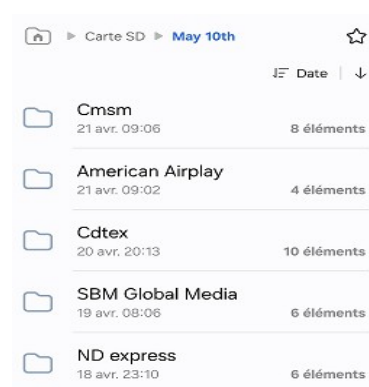 Carte SD May 10th
Date
Cmsm
21 avr. 09:06 8 éléments
American Airplay
21 avr. 09:02 4 éléments
Cdtex
20 avr. 20:13 10 éléments
SBM Global Media
19 avr. 08:06 6 éléments
ND express
18 avr. 23:10 6 éléments